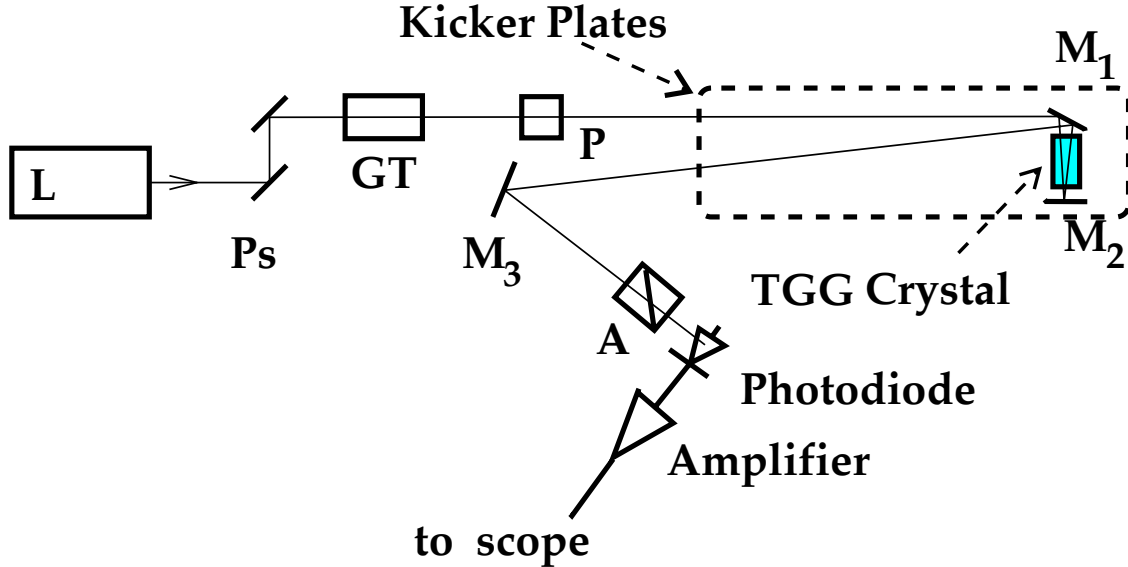 Kicker Plates
M1
L
GT
P
Ps
M3
M2
TGG Crystal
A
Photodiode
Amplifier
to scope